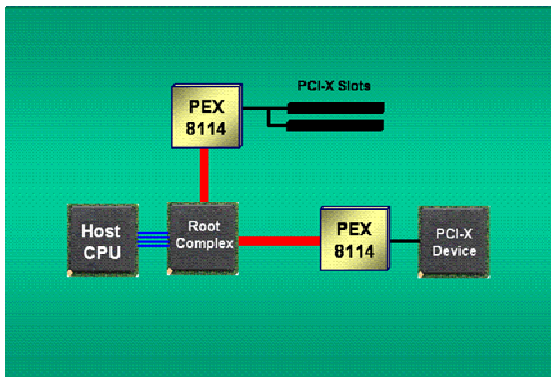 PCI-X Slots
PEX
8114
Host
CPU
Root
Complex
PEX
8114
PCI-X
Device